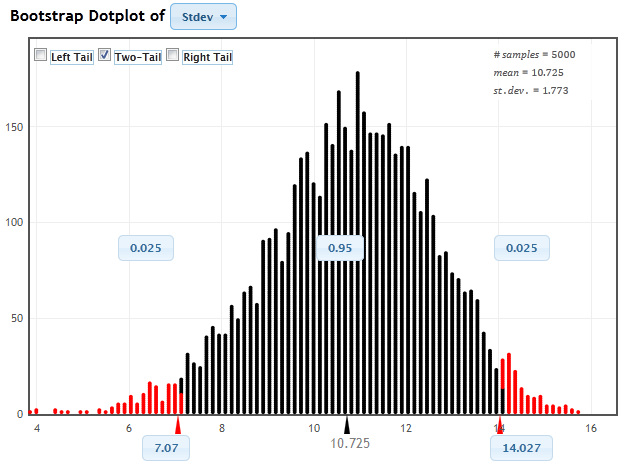 Bootstrap Dotplot of Stdev
Left Tail Two-Tail Right Tail
# samples = 5000
mean = 10.725
st.dev. = 1.773
150
100
0.025 0.95 0.025
50
0
4 6 8 10 12 14 16
7.07 10.725 14.027